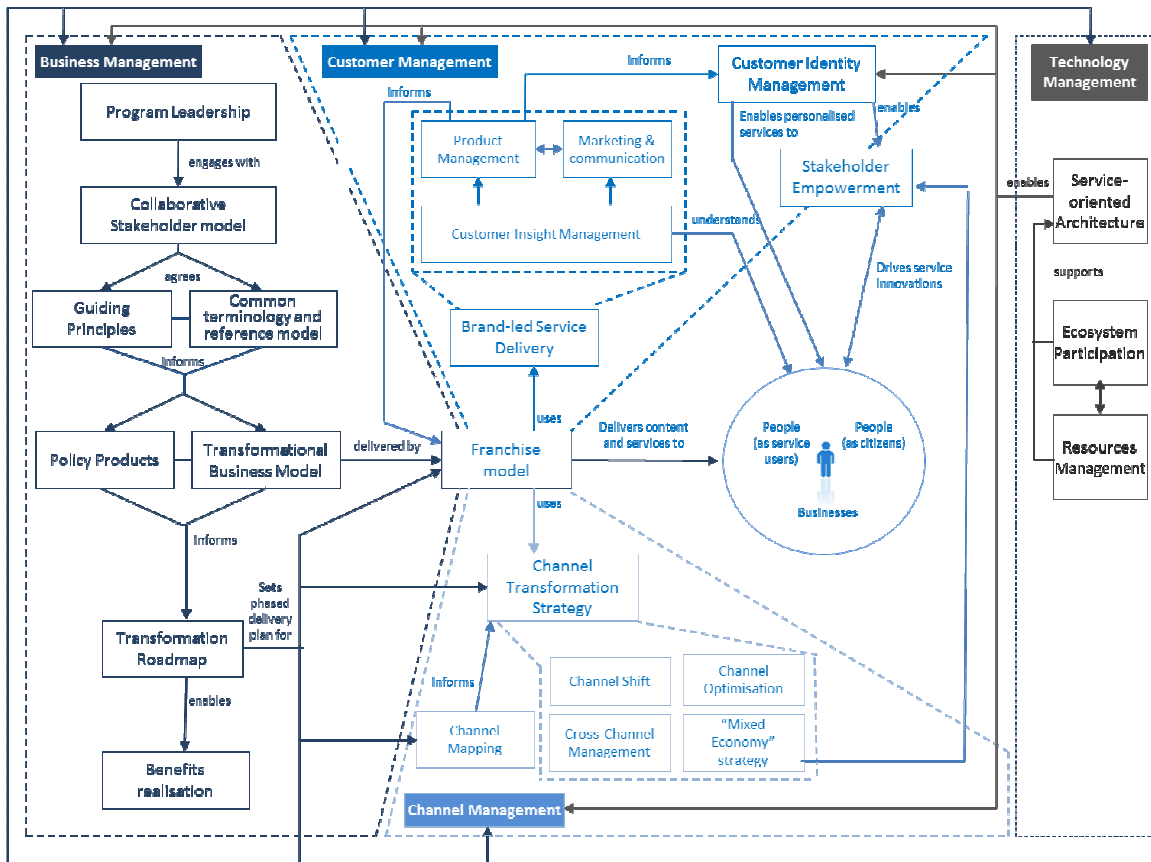 Business Management
Customer Management
Technology
Management
Program Leadership
engages with
Collaborative
Stakeholder model
agrees
Guiding
Principles
Common
terminology and
reference model
Informs
Policy Products
Transformational
Business Model
delivered by
Informs
Sets
phased
delivery
plan for
Transformation
Roadmap
enables
Benefits
realisation
Informs
Informs
Customer Identity
Management
enables
Enables personalised
services to
Product
Management
Marketing &
communication
Customer Insight Management
understands
Stakeholder
Empowerment
Drives service
innovations
Brand-led Service
Delivery
uses
Franchise
model
Delivers content
and services to
People
(as service
users)
People
(as citizens)
Businesses
uses
Channel
Transformation
Strategy
Informs
Channel
Mapping
Channel Shift
Channel
Optimisation
Cross-Channel
Management
“Mixed
Economy”
strategy
Channel Management
enables
Service-
oriented
Architecture
supports
Ecosystem
Participation
Resources
Management